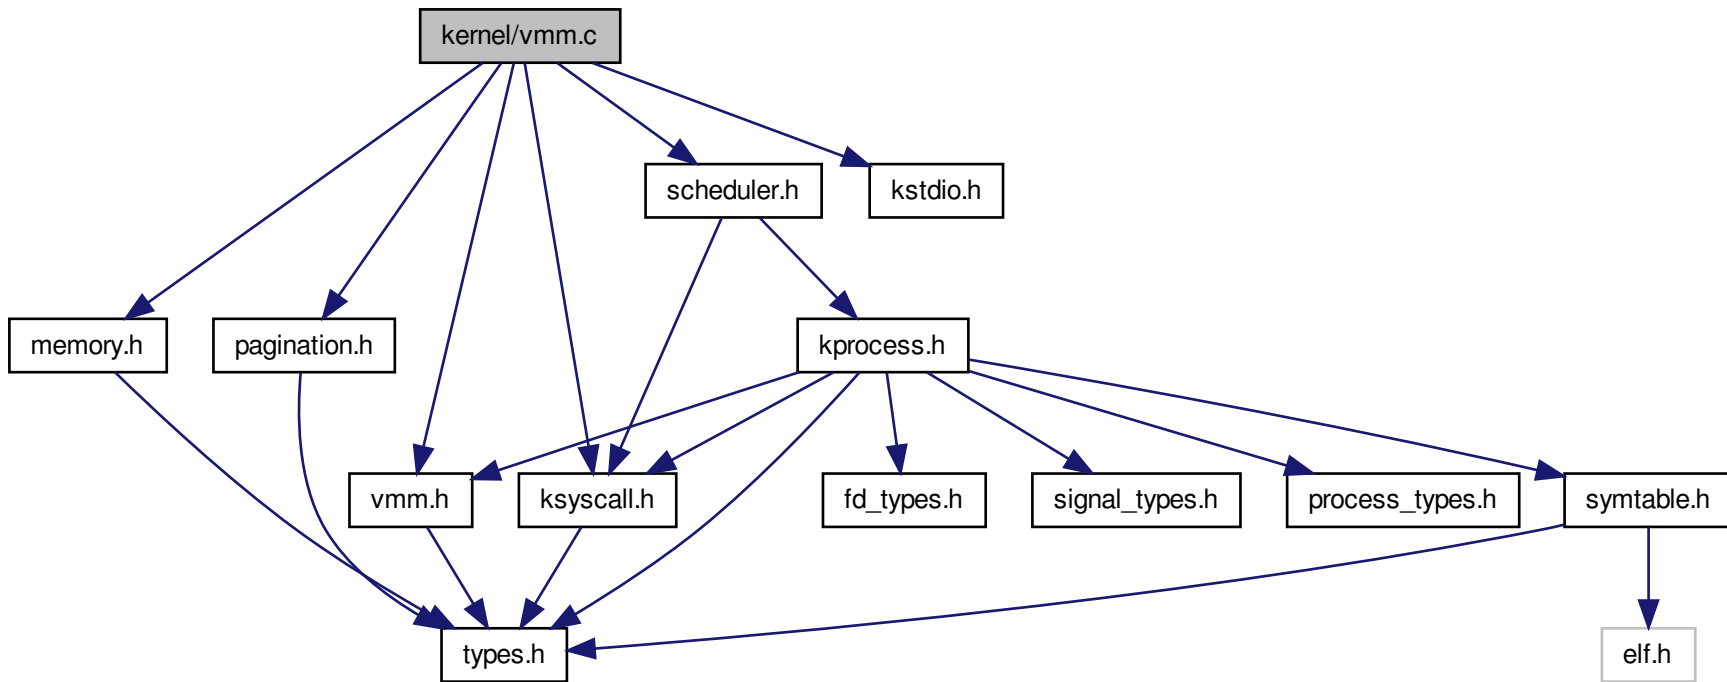 kernel/vmm.c
scheduler.h
kstdio.h
memory.h
pagination.h
kprocess.h
vmm.h
ksyscall.h
fd_types.h
signal_types.h
process_types.h
symtable.h
types.h
elf.h